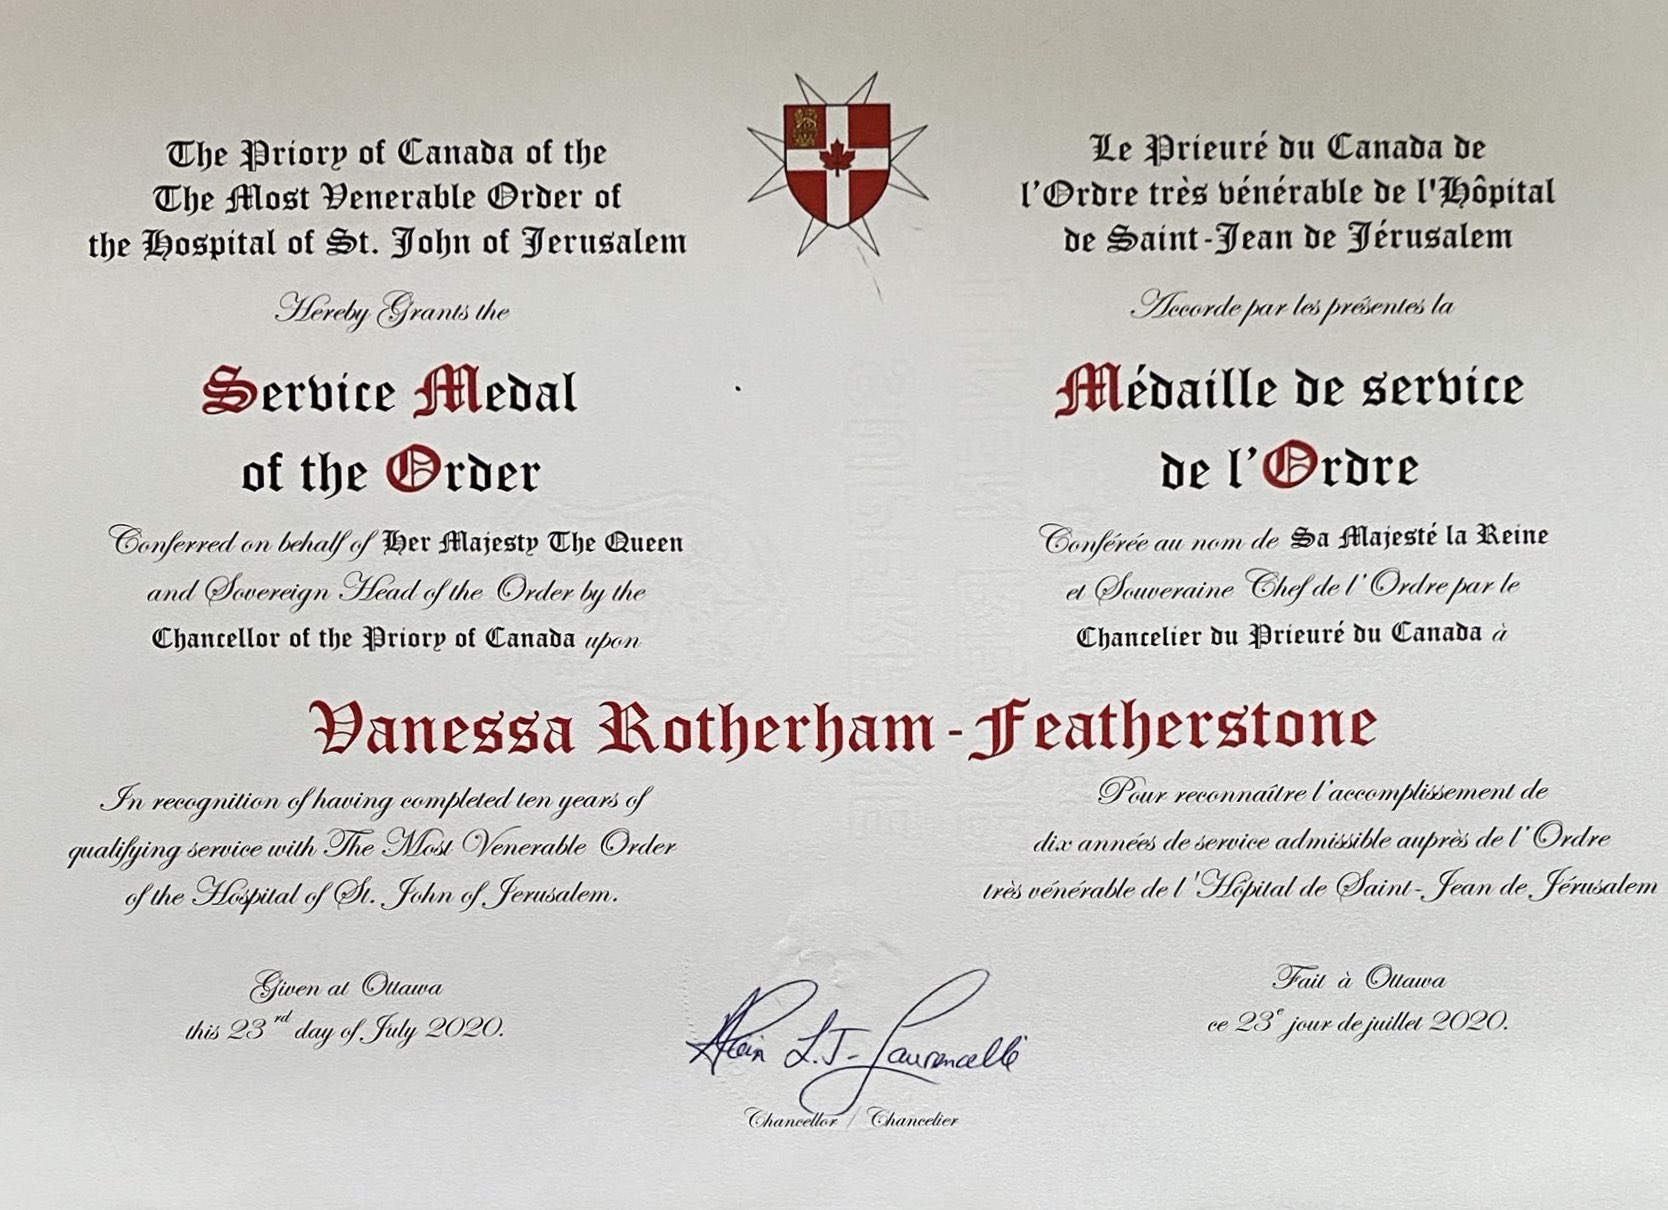 The Priory of Canada of the
The Most Venerable Order of
the Hospital of St. John of Jerusalem
Hereby Grants the
Service Medal
of the Order
Conferred on behalf of Her Majesty The Queen
and Sovereign Head of the Order by the
Chancellor of the Priory of Canada upon
Le Prieuré du Canada de
l'Ordre très vénérable de l'Hôpital
de Saint-Jean de Jérusalem
Accorde par les présentes la
Médaille de service
de l'Ordre
Conférée au nom de Sa Majesté la Reine
et Souveraine Chef de l'Ordre par le
Chancelier du Prieuré du Canada à
Vanessa Rotherham-Featherstone
In recognition of having completed ten years of
qualifying service with The Most Venerable Order
of the Hospital of St. John of Jerusalem.
Given at Ottawa
this 23rd day of July 2020.
Pour reconnaître l'accomplissement de
dix années de service admissible auprès de l'Ordre
très vénérable de l'Hôpital de Saint-Jean de Jérusalem
Fait à Ottawa
ce 23e jour de juillet 2020.
Alain L.J. Laurencelle
Chancellor / Chancelier